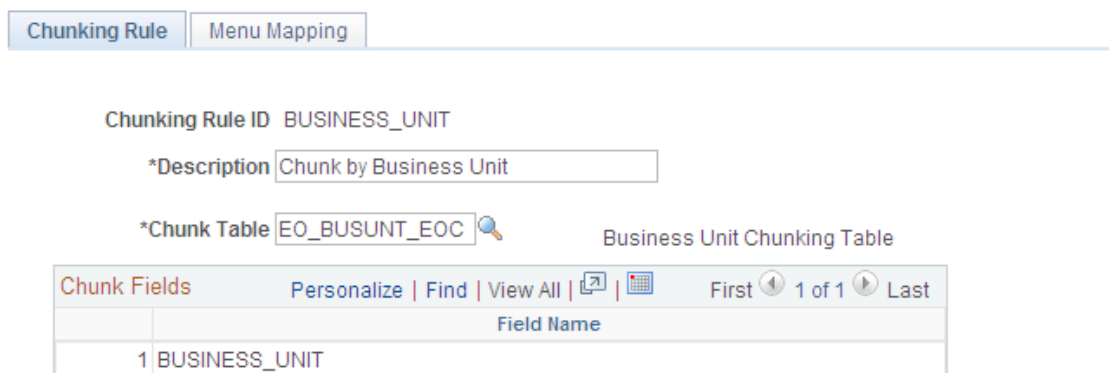 Chunking Rule Menu Mapping
Chunking Rule ID BUSINESS_UNIT
*Description Chunk by Business Unit
*Chunk Table EO_BUSUNT_EOC Business Unit Chunking Table
Chunk Fields Personalize | Find | View All | | First 1 of 1 Last
Field Name
1 BUSINESS_UNIT